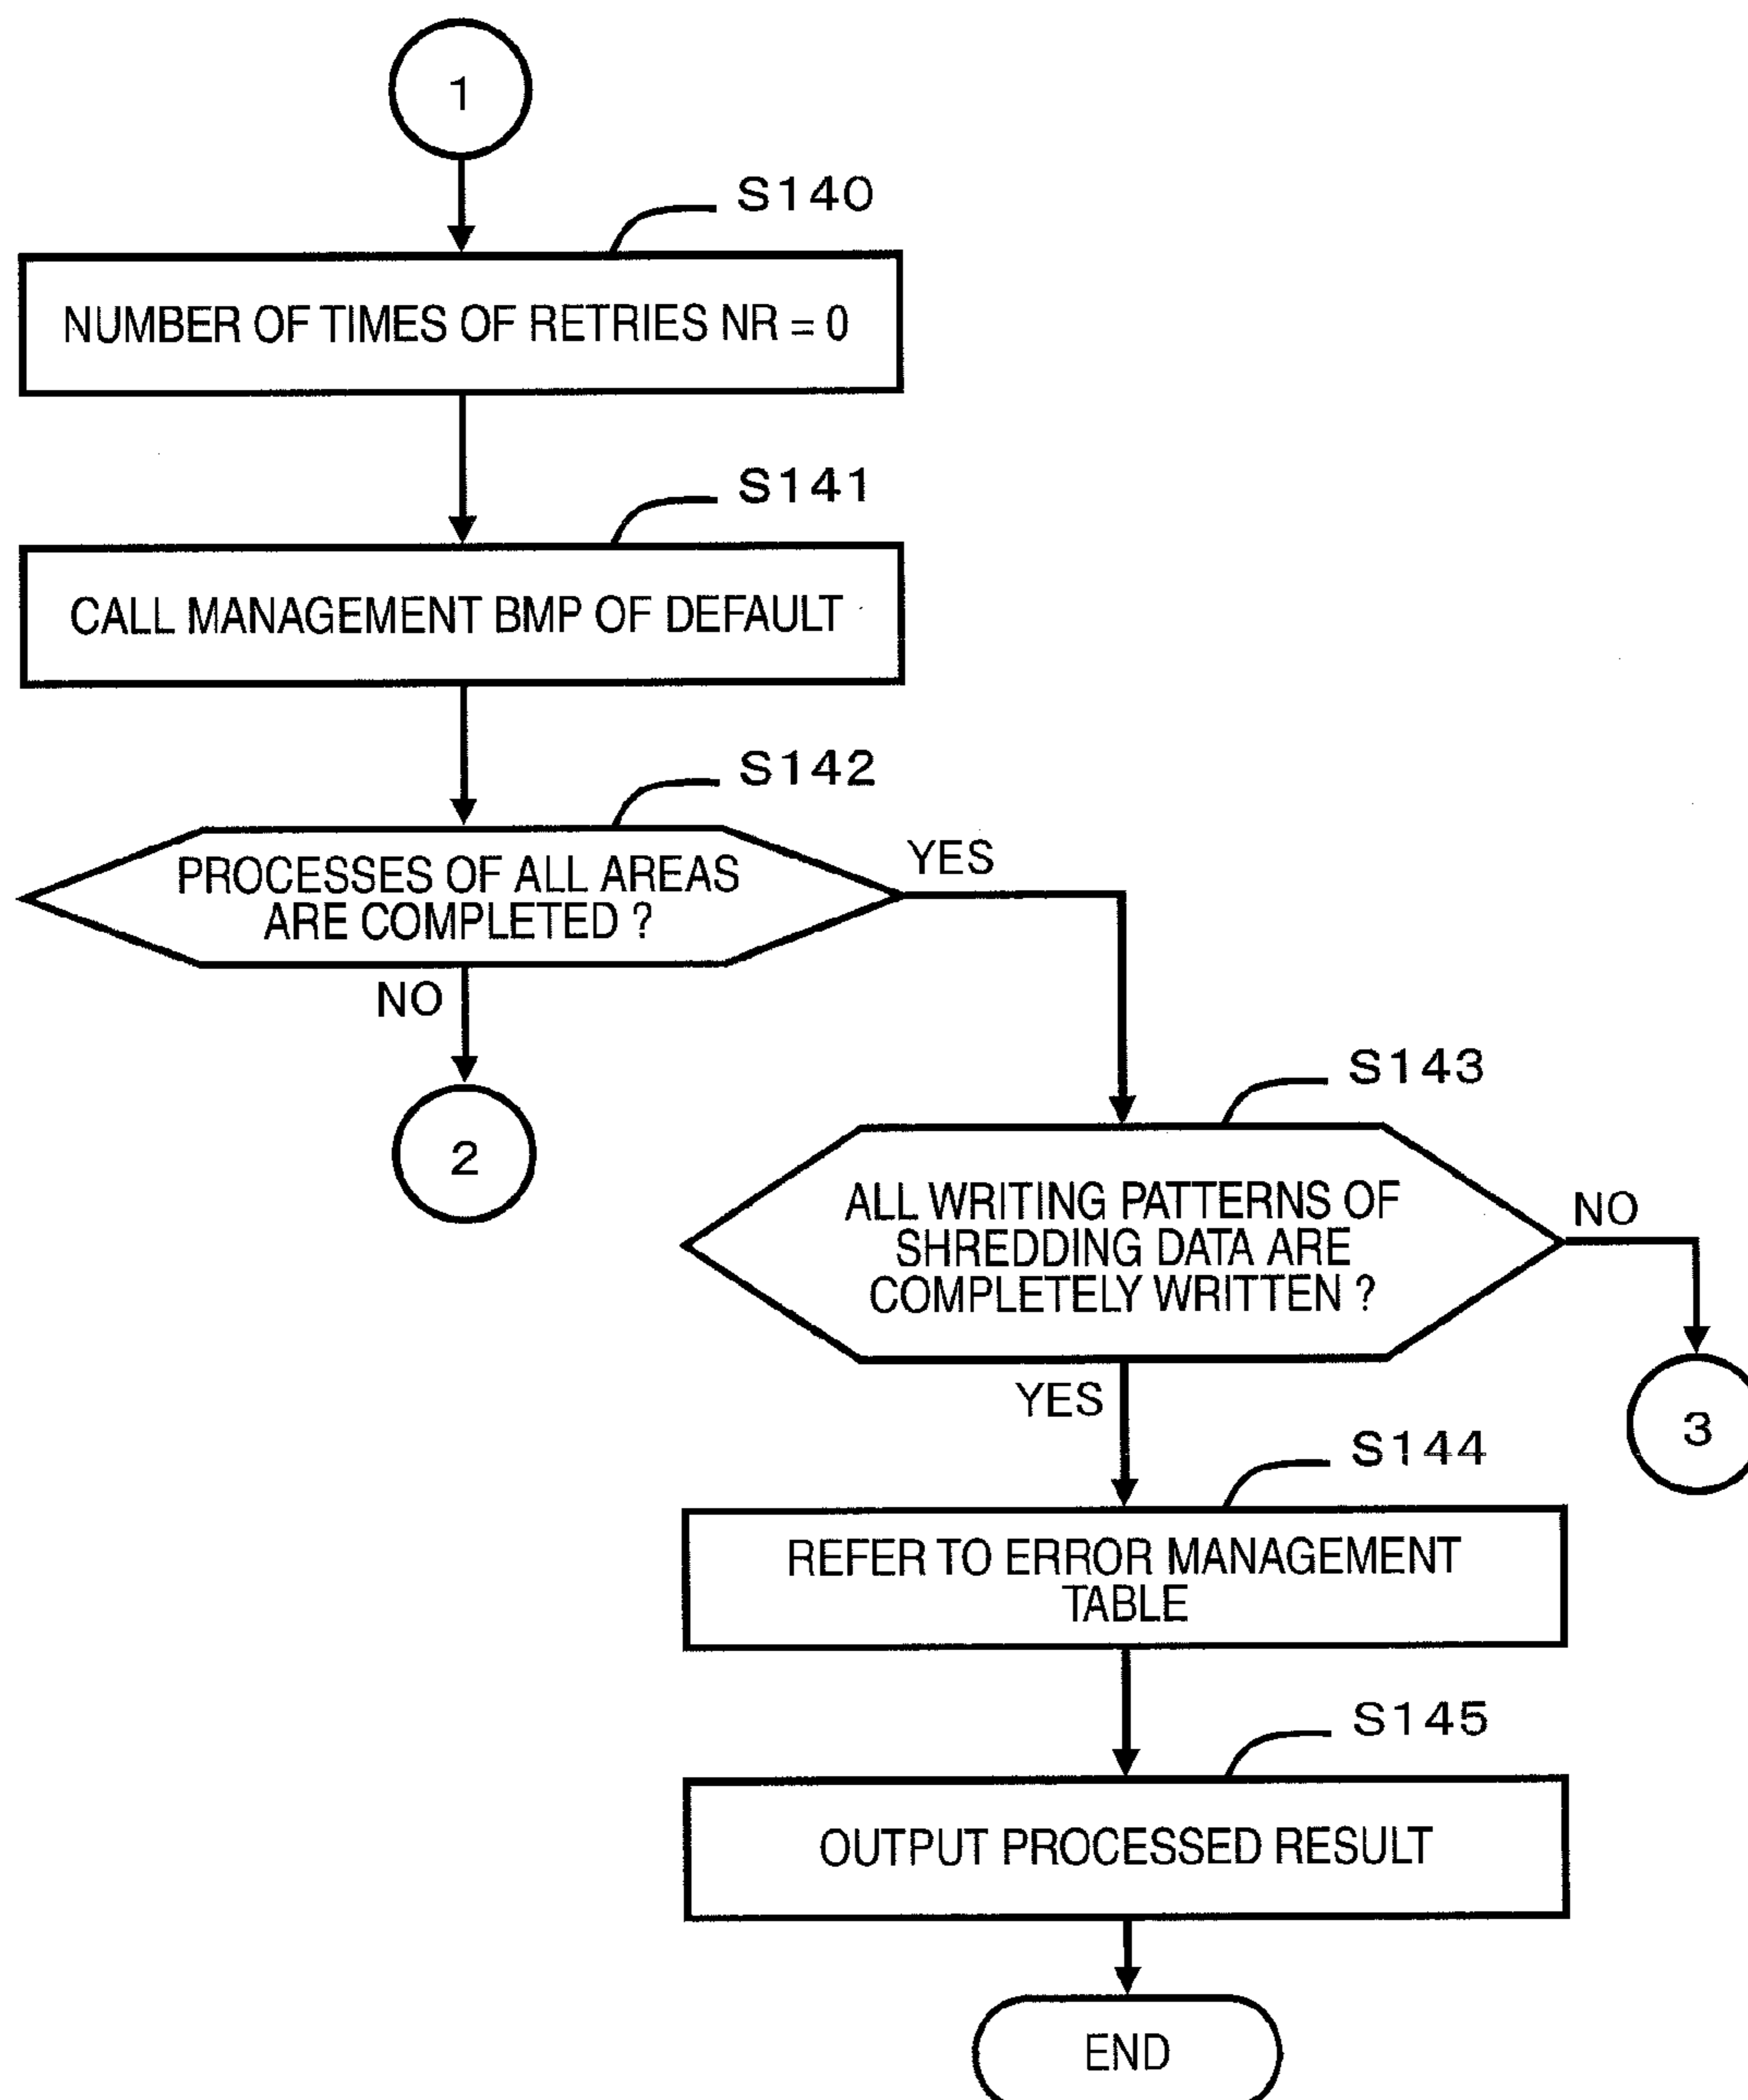 1
S140
NUMBER OF TIMES OF RETRIES NR = 0
S141
CALL MANAGEMENT BMP OF DEFAULT
S142
PROCESSES OF ALL AREAS
ARE COMPLETED ?
YES
NO
2
S143
ALL WRITING PATTERNS OF
SHREDDING DATA ARE
COMPLETELY WRITTEN ?
NO
3
YES
S144
REFER TO ERROR MANAGEMENT
TABLE
S145
OUTPUT PROCESSED RESULT
END